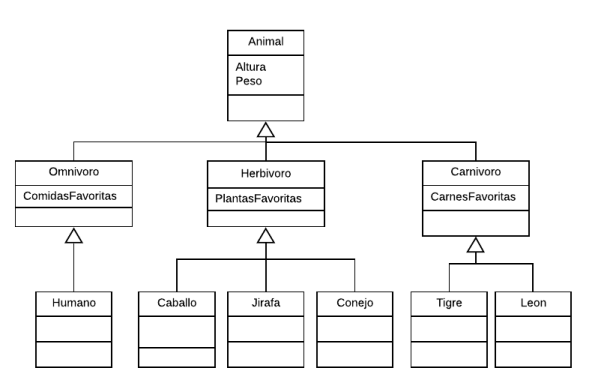 Animal
Altura
Peso
Omnivoro
ComidasFavoritas
Herbivoro
PlantasFavoritas
Carnivoro
CarnesFavoritas
Humano
Caballo
Jirafa
Conejo
Tigre
Leon